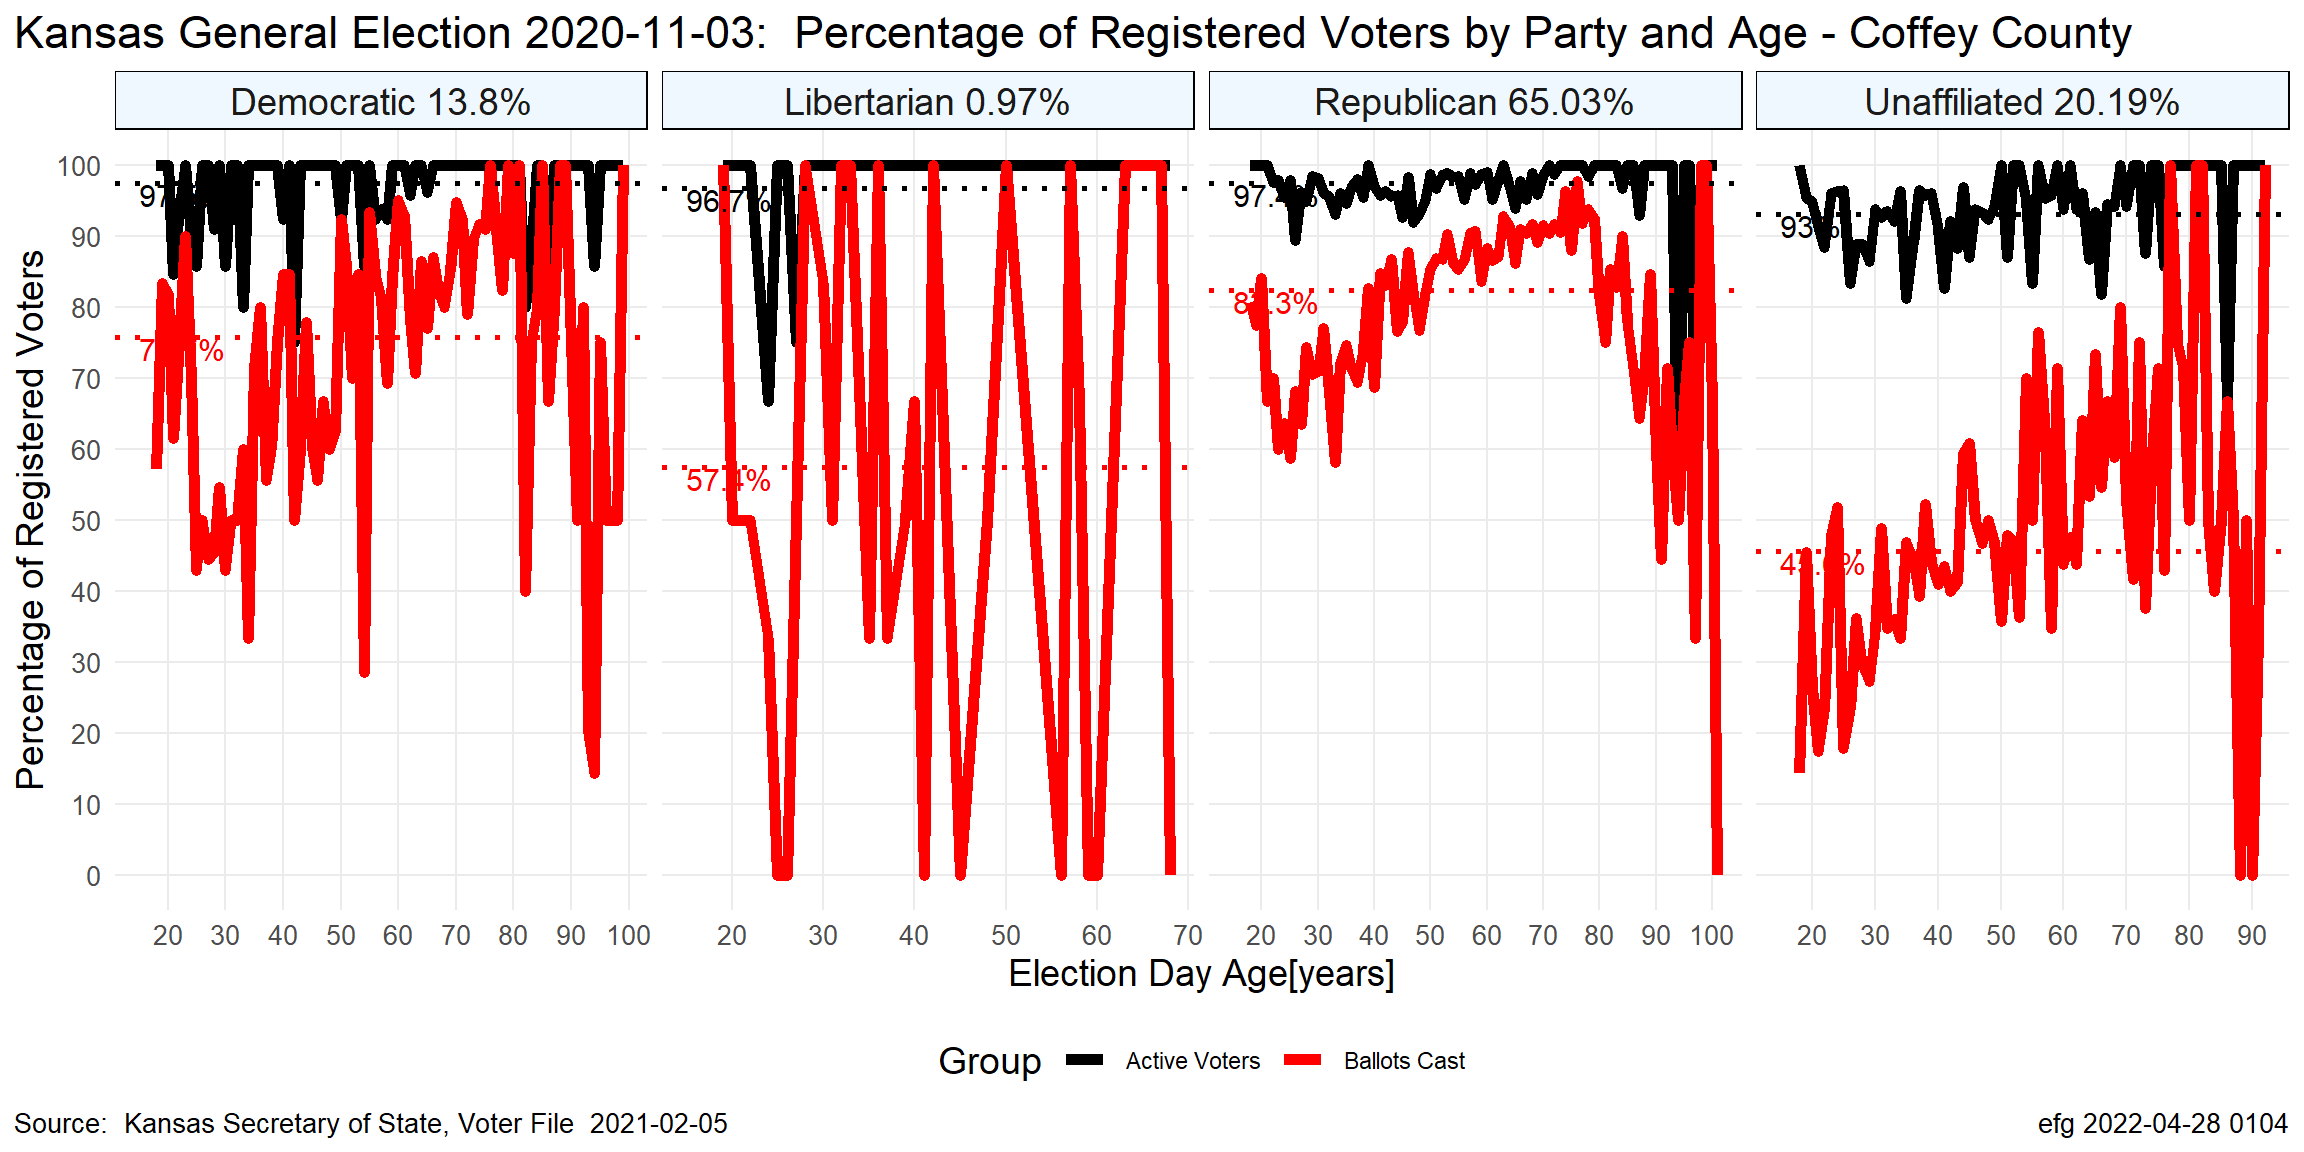 Kansas General Election 2020-11-03:  Percentage of Registered Voters by Party and Age - Coffey County
Democratic 13.8%
Libertarian 0.97%
Republican 65.03%
Unaffiliated 20.19%
Percentage of Registered Voters
100
90
80
70
60
50
40
30
20
10
0
96.7%
57.4%
20 30 40 50 60 70 80 90 100
20 30 40 50 60 70
20 30 40 50 60 70 80 90 100
20 30 40 50 60 70 80 90
Election Day Age[years]
Group Active Voters Ballots Cast
Source:  Kansas Secretary of State, Voter File  2021-02-05
efg 2022-04-28 0104